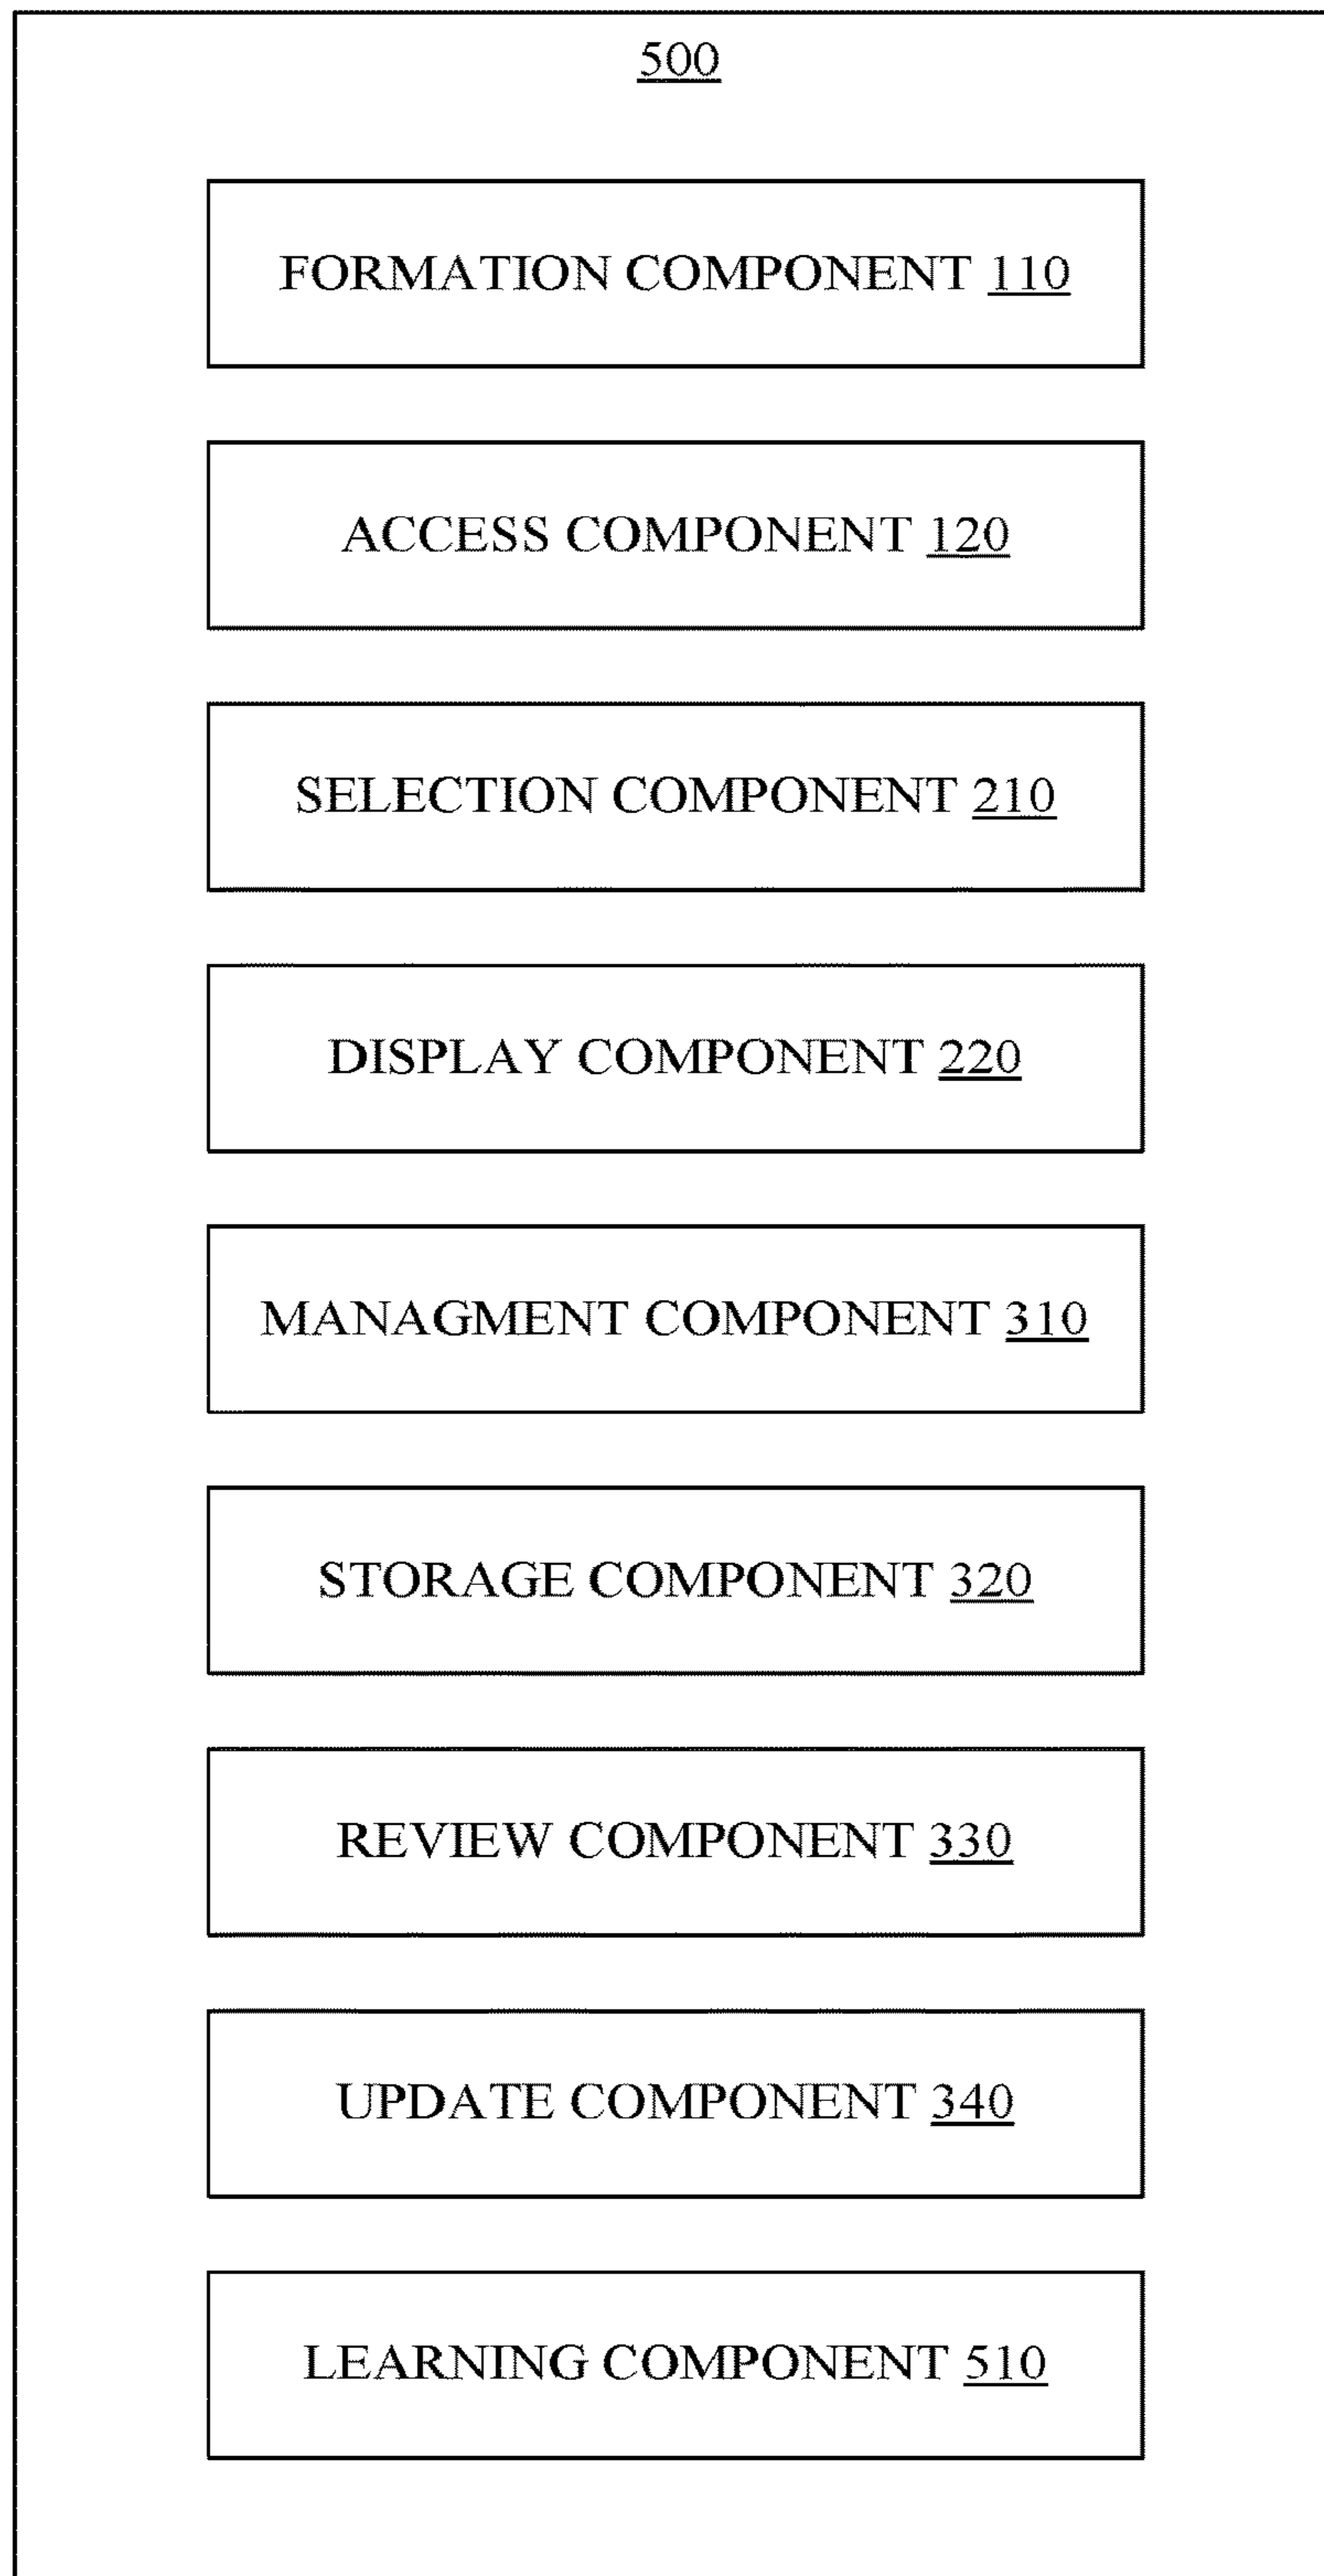 500
FORMATION COMPONENT 110
ACCESS COMPONENT 120
SELECTION COMPONENT 210
DISPLAY COMPONENT 220
MANAGMENT COMPONENT 310
STORAGE COMPONENT 320
REVIEW COMPONENT 330
UPDATE COMPONENT 340
LEARNING COMPONENT 510